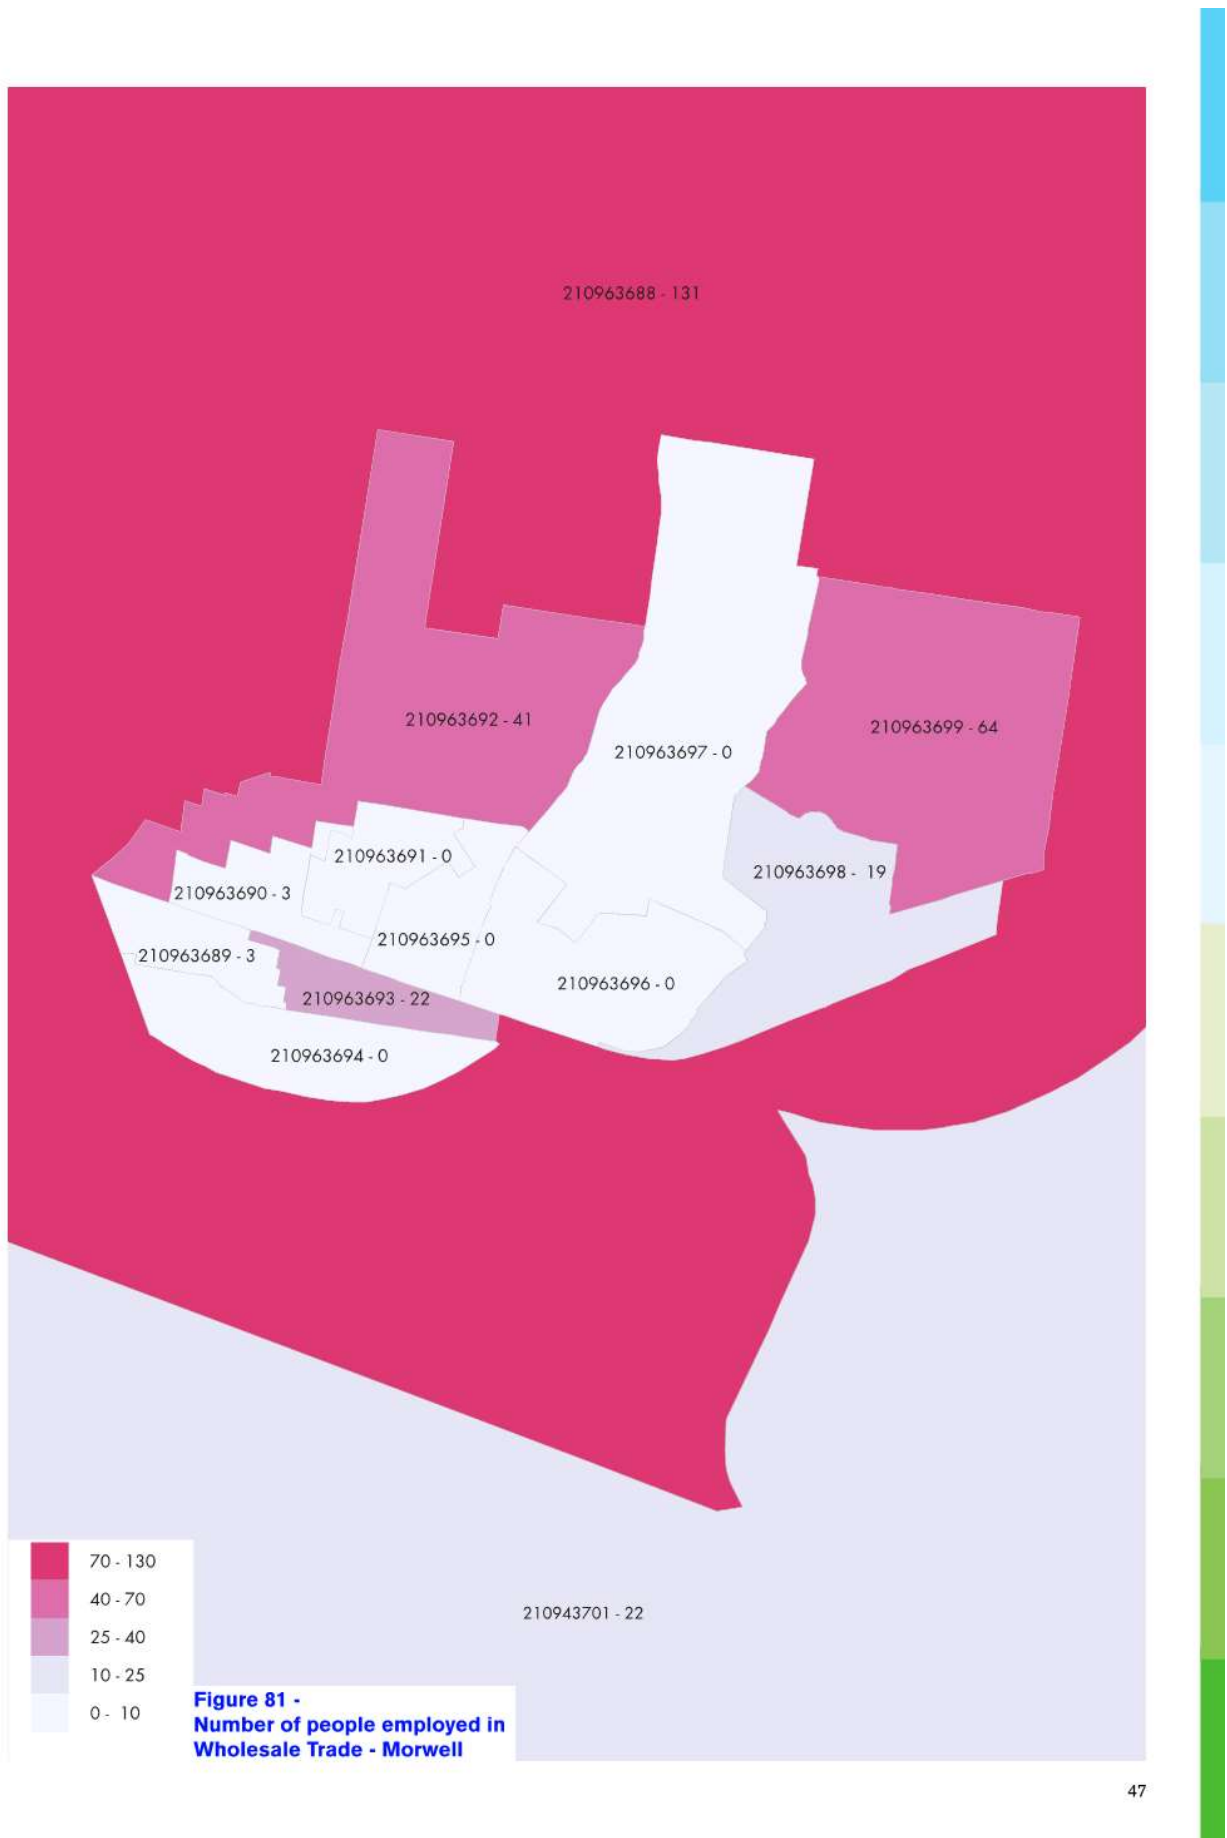 210963688 - 131
210963692 - 41
210963699 - 64
210963697 - 0
210963691 - 0
210963698 -  19
210963690 - 3
210963695 - 0
210963689 - 3
210963696 - 0
210963693 - 22
210963694 - 0
70 - 130
40 - 70
25 - 40
10 - 25
0 -  10
210943701 - 22
Figure 81 -
Number of people employed in
Wholesale Trade - Morwell
47